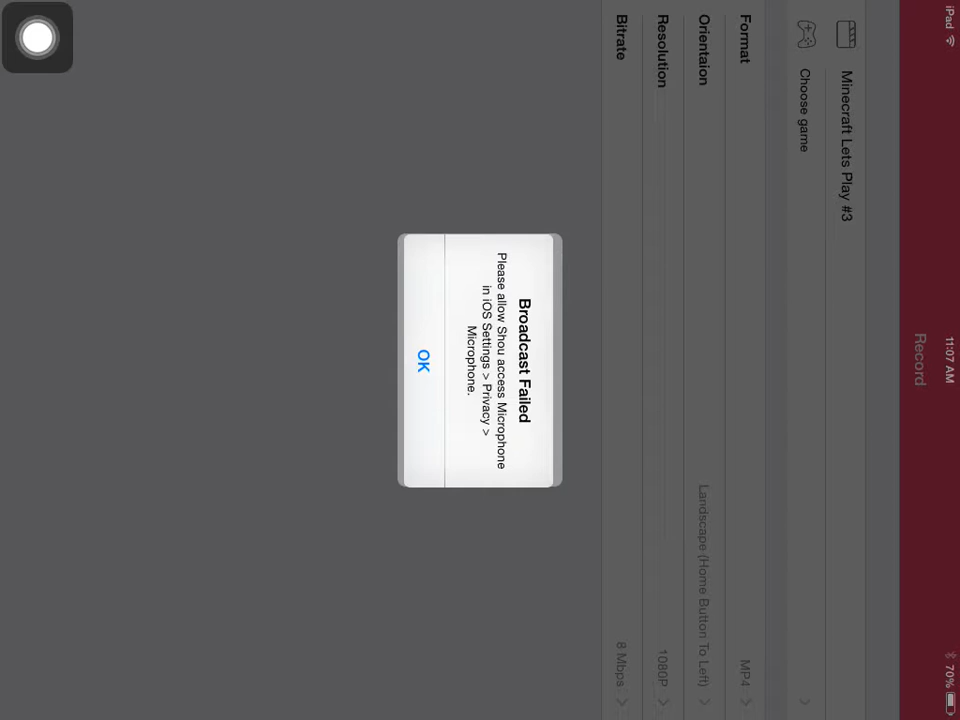 iPad 11:07 AM 70%
Record
Minecraft Lets Play #3
Choose game
Format MP4
Orientaion Landscape (Home Button To Left)
Resolution 1080P
Bitrate 8 Mbps
Broadcast Failed
Please allow Shou access Microphone
in iOS Settings > Privacy >
Microphone.
OK